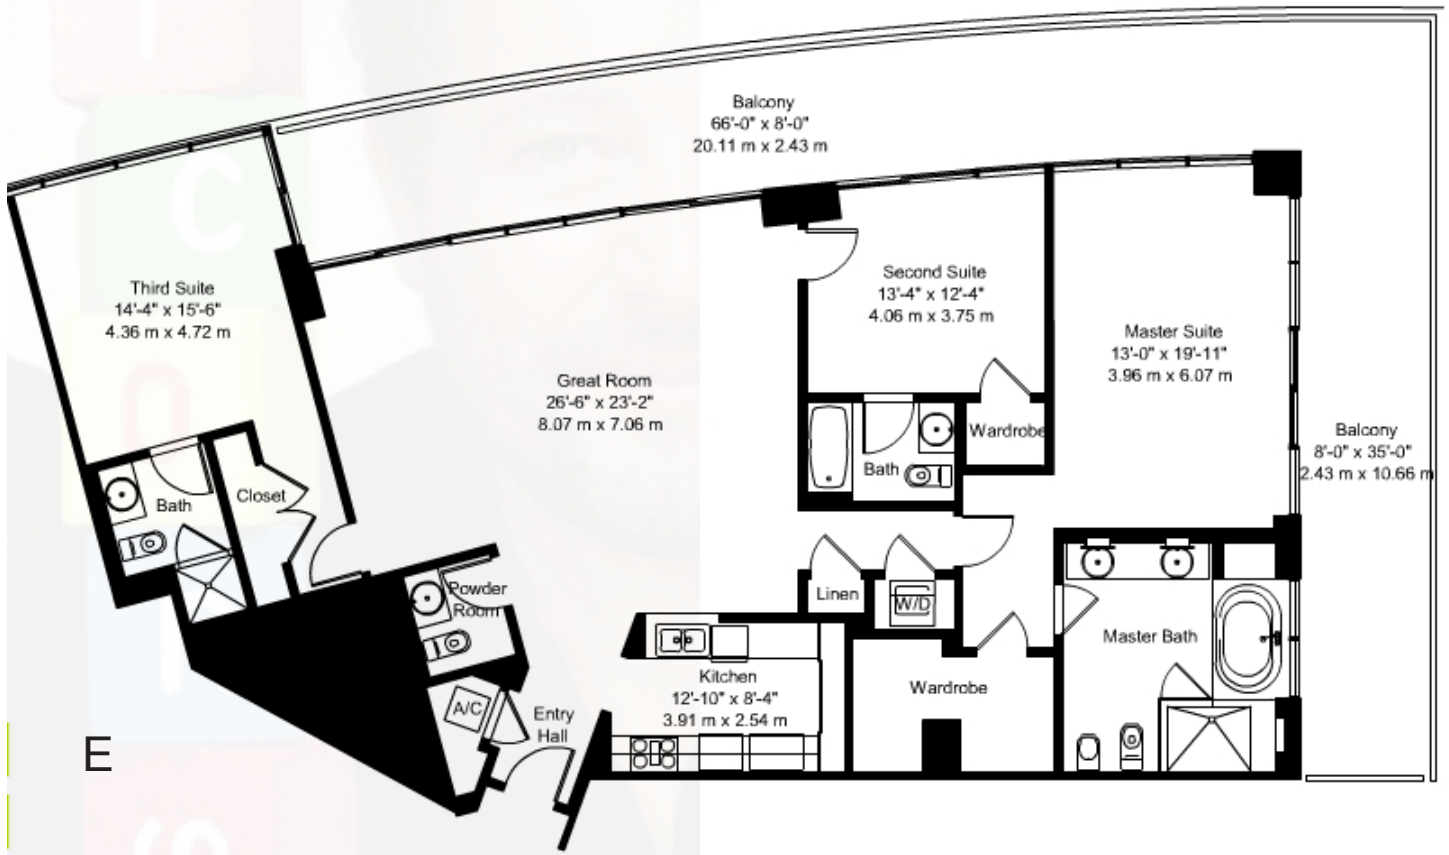 Balcony
66'-0" x 8'-0"
20.11 m x 2.43 m
Third Suite
14'-4" x 15'-6"
4.36 m x 4.72 m
Second Suite
13'-4" x 12'-4"
4.06 m x 3.75 m
Master Suite
13'-0" x 19'-11"
3.96 m x 6.07 m
Great Room
26'-6" x 23'-2"
8.07 m x 7.06 m
Balcony
8'-0" x 35'-0"
2.43 m x 10.66 m
Wardrobe
Bath
Closet
Bath
Powder
Room
Linen
W/D
Master Bath
Kitchen
12'-10" x 8'-4"
3.91 m x 2.54 m
Wardrobe
A/C
Entry
Hall
E
C
O
S